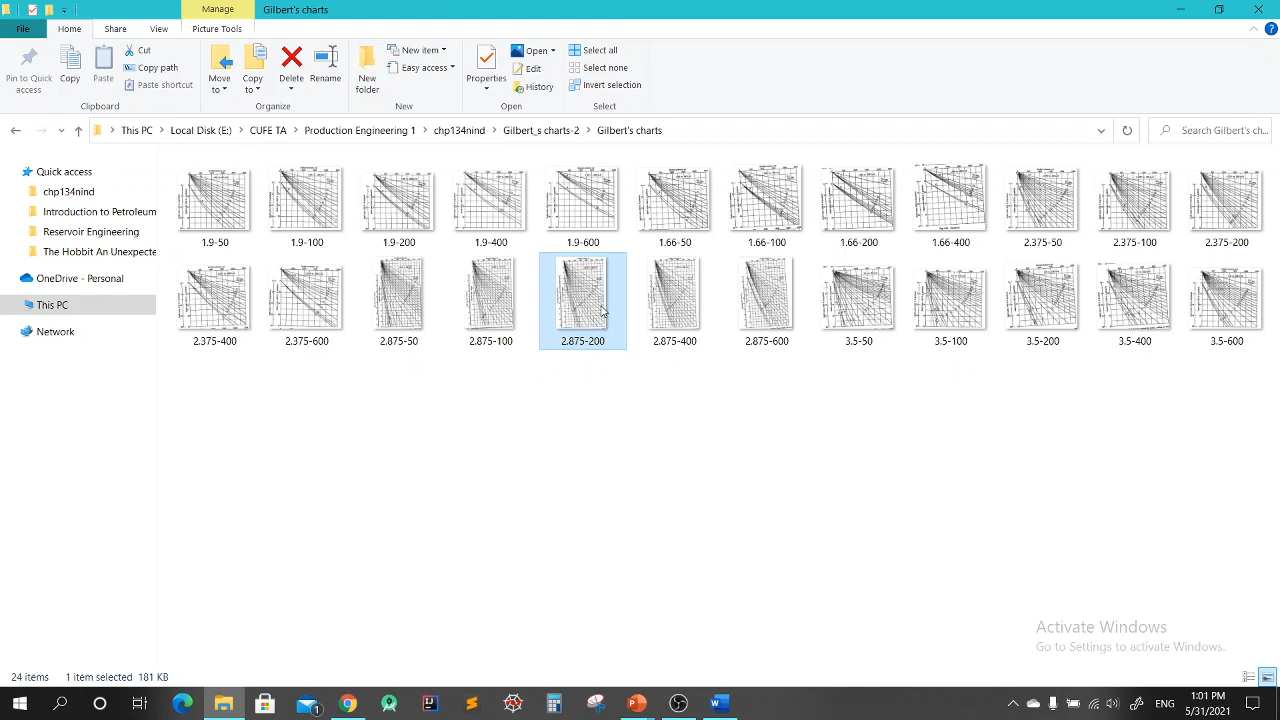 Manage
Gilbert's charts
File
Home
Share
View
Picture Tools
Pin to Quick access
Copy
Paste
Cut
Copy path
Paste shortcut
Clipboard
Move to
Copy to
Delete
Rename
Organize
New folder
New item
Easy access
New
Properties
Open
Edit
History
Open
Select all
Select none
Invert selection
Select
This PC
Local Disk (E:)
CUFE TA
Production Engineering 1
chp134nind
Gilbert_s charts-2
Gilbert's charts
Search Gilbert's ch...
Quick access
chp134nind
Introduction to Petroleum
Reservoir Engineering
The Hobbit An Unexpecte
OneDrive - Personal
This PC
Network
1.9-50
1.9-100
1.9-200
1.9-400
1.9-600
1.66-50
1.66-100
1.66-200
1.66-400
2.375-50
2.375-100
2.375-200
2.375-400
2.375-600
2.875-50
2.875-100
2.875-200
2.875-400
2.875-600
3.5-50
3.5-100
3.5-200
3.5-400
3.5-600
Activate Windows
Go to Settings to activate Windows.
24 items
1 item selected
181 KB
1
ENG
1:01 PM
5/31/2021